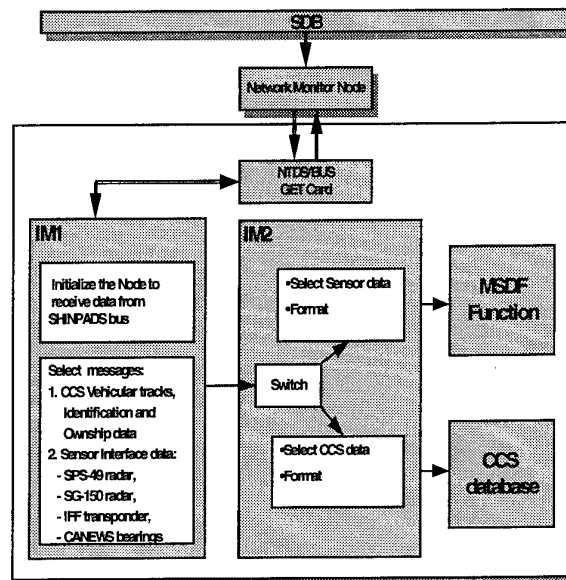 SDB
Network Monitor Node
NTDS/BUS
GET Card
IM1
Initialize the Node to
receive data from
SHINPADS bus
Select messages:
1. CCS Vehicular tracks,
Identification and
Ownship data
2. Sensor Interface data:
- SPS-49 radar,
- SG-150 radar,
- IFF transponder,
- CANEWS bearings
IM2
•Select Sensor data
•Format
Switch
•Select CCS data
•Format
MSDF
Function
CCS
database